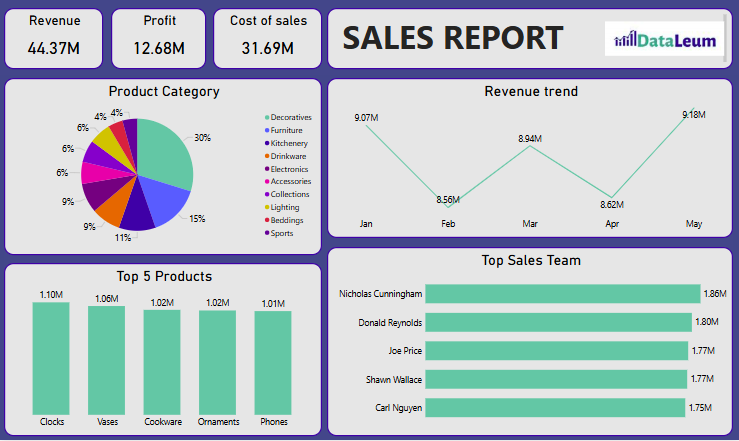 Revenue
44.37M
Profit
12.68M
Cost of sales
31.69M
SALES REPORT
DataLeum
Product Category
4%
4%
6%
6%
6%
9%
9%
11%
15%
30%
Decoratives
Furniture
Kitchenery
Drinkware
Electronics
Accessories
Collections
Lighting
Beddings
Sports
Revenue trend
9.07M
8.56M
8.94M
8.62M
9.18M
Jan
Feb
Mar
Apr
May
Top 5 Products
1.10M
1.06M
1.02M
1.02M
1.01M
Clocks
Vases
Cookware
Ornaments
Phones
Top Sales Team
Nicholas Cunningham
1.86M
Donald Reynolds
1.80M
Joe Price
1.77M
Shawn Wallace
1.77M
Carl Nguyen
1.75M